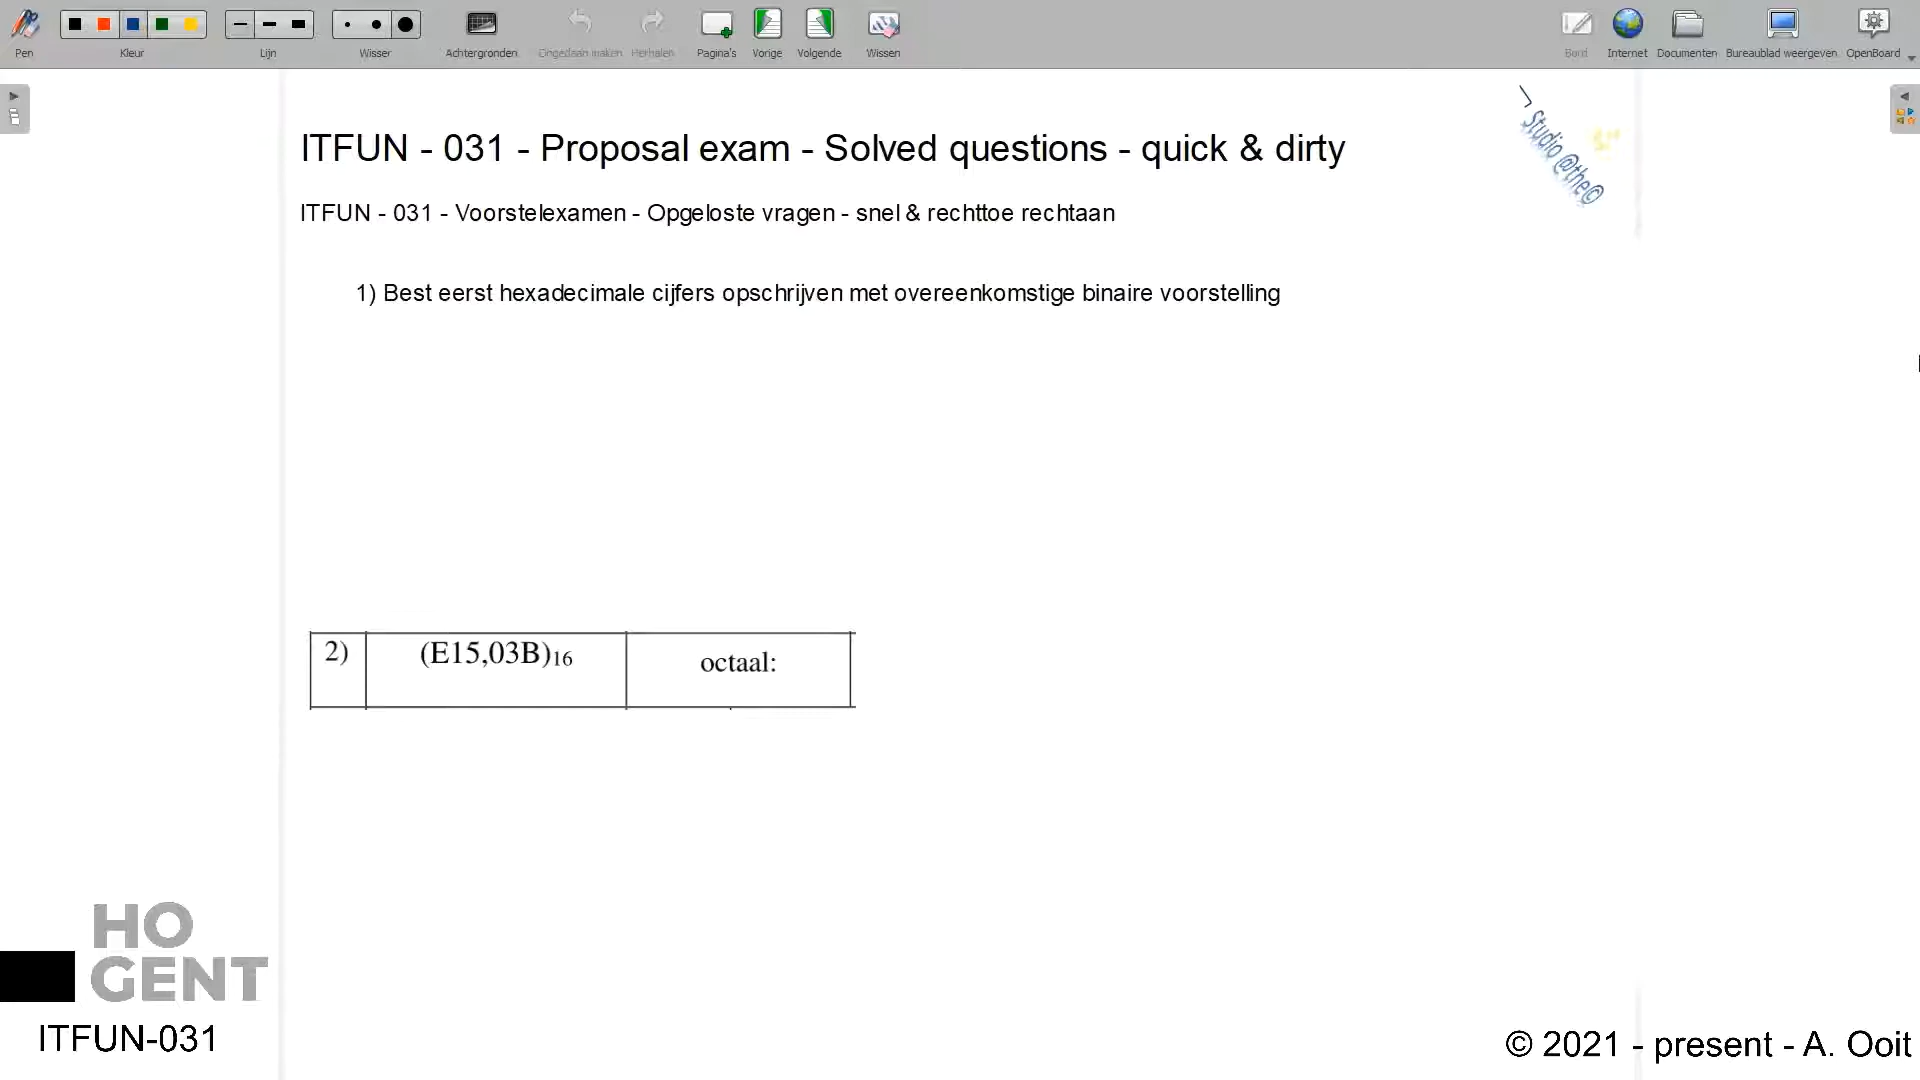 Pen
Kleur
Lijn
Wisser
Achtergronden
Ongedaan maken
Herhalen
Pagina's
Vorige
Volgende
Wissen
Bord
Internet
Documenten
Bureaublad weergeven
OpenBoard
Studio @the©
ITFUN - 031 - Proposal exam - Solved questions - quick & dirty
ITFUN - 031 - Voorstelexamen - Opgeloste vragen - snel & rechttoe rechtaan
1) Best eerst hexadecimale cijfers opschrijven met overeenkomstige binaire voorstelling
2) (E15,03B)₁₆ octaal:
HO
GENT
ITFUN-031
© 2021 - present - A. Ooit